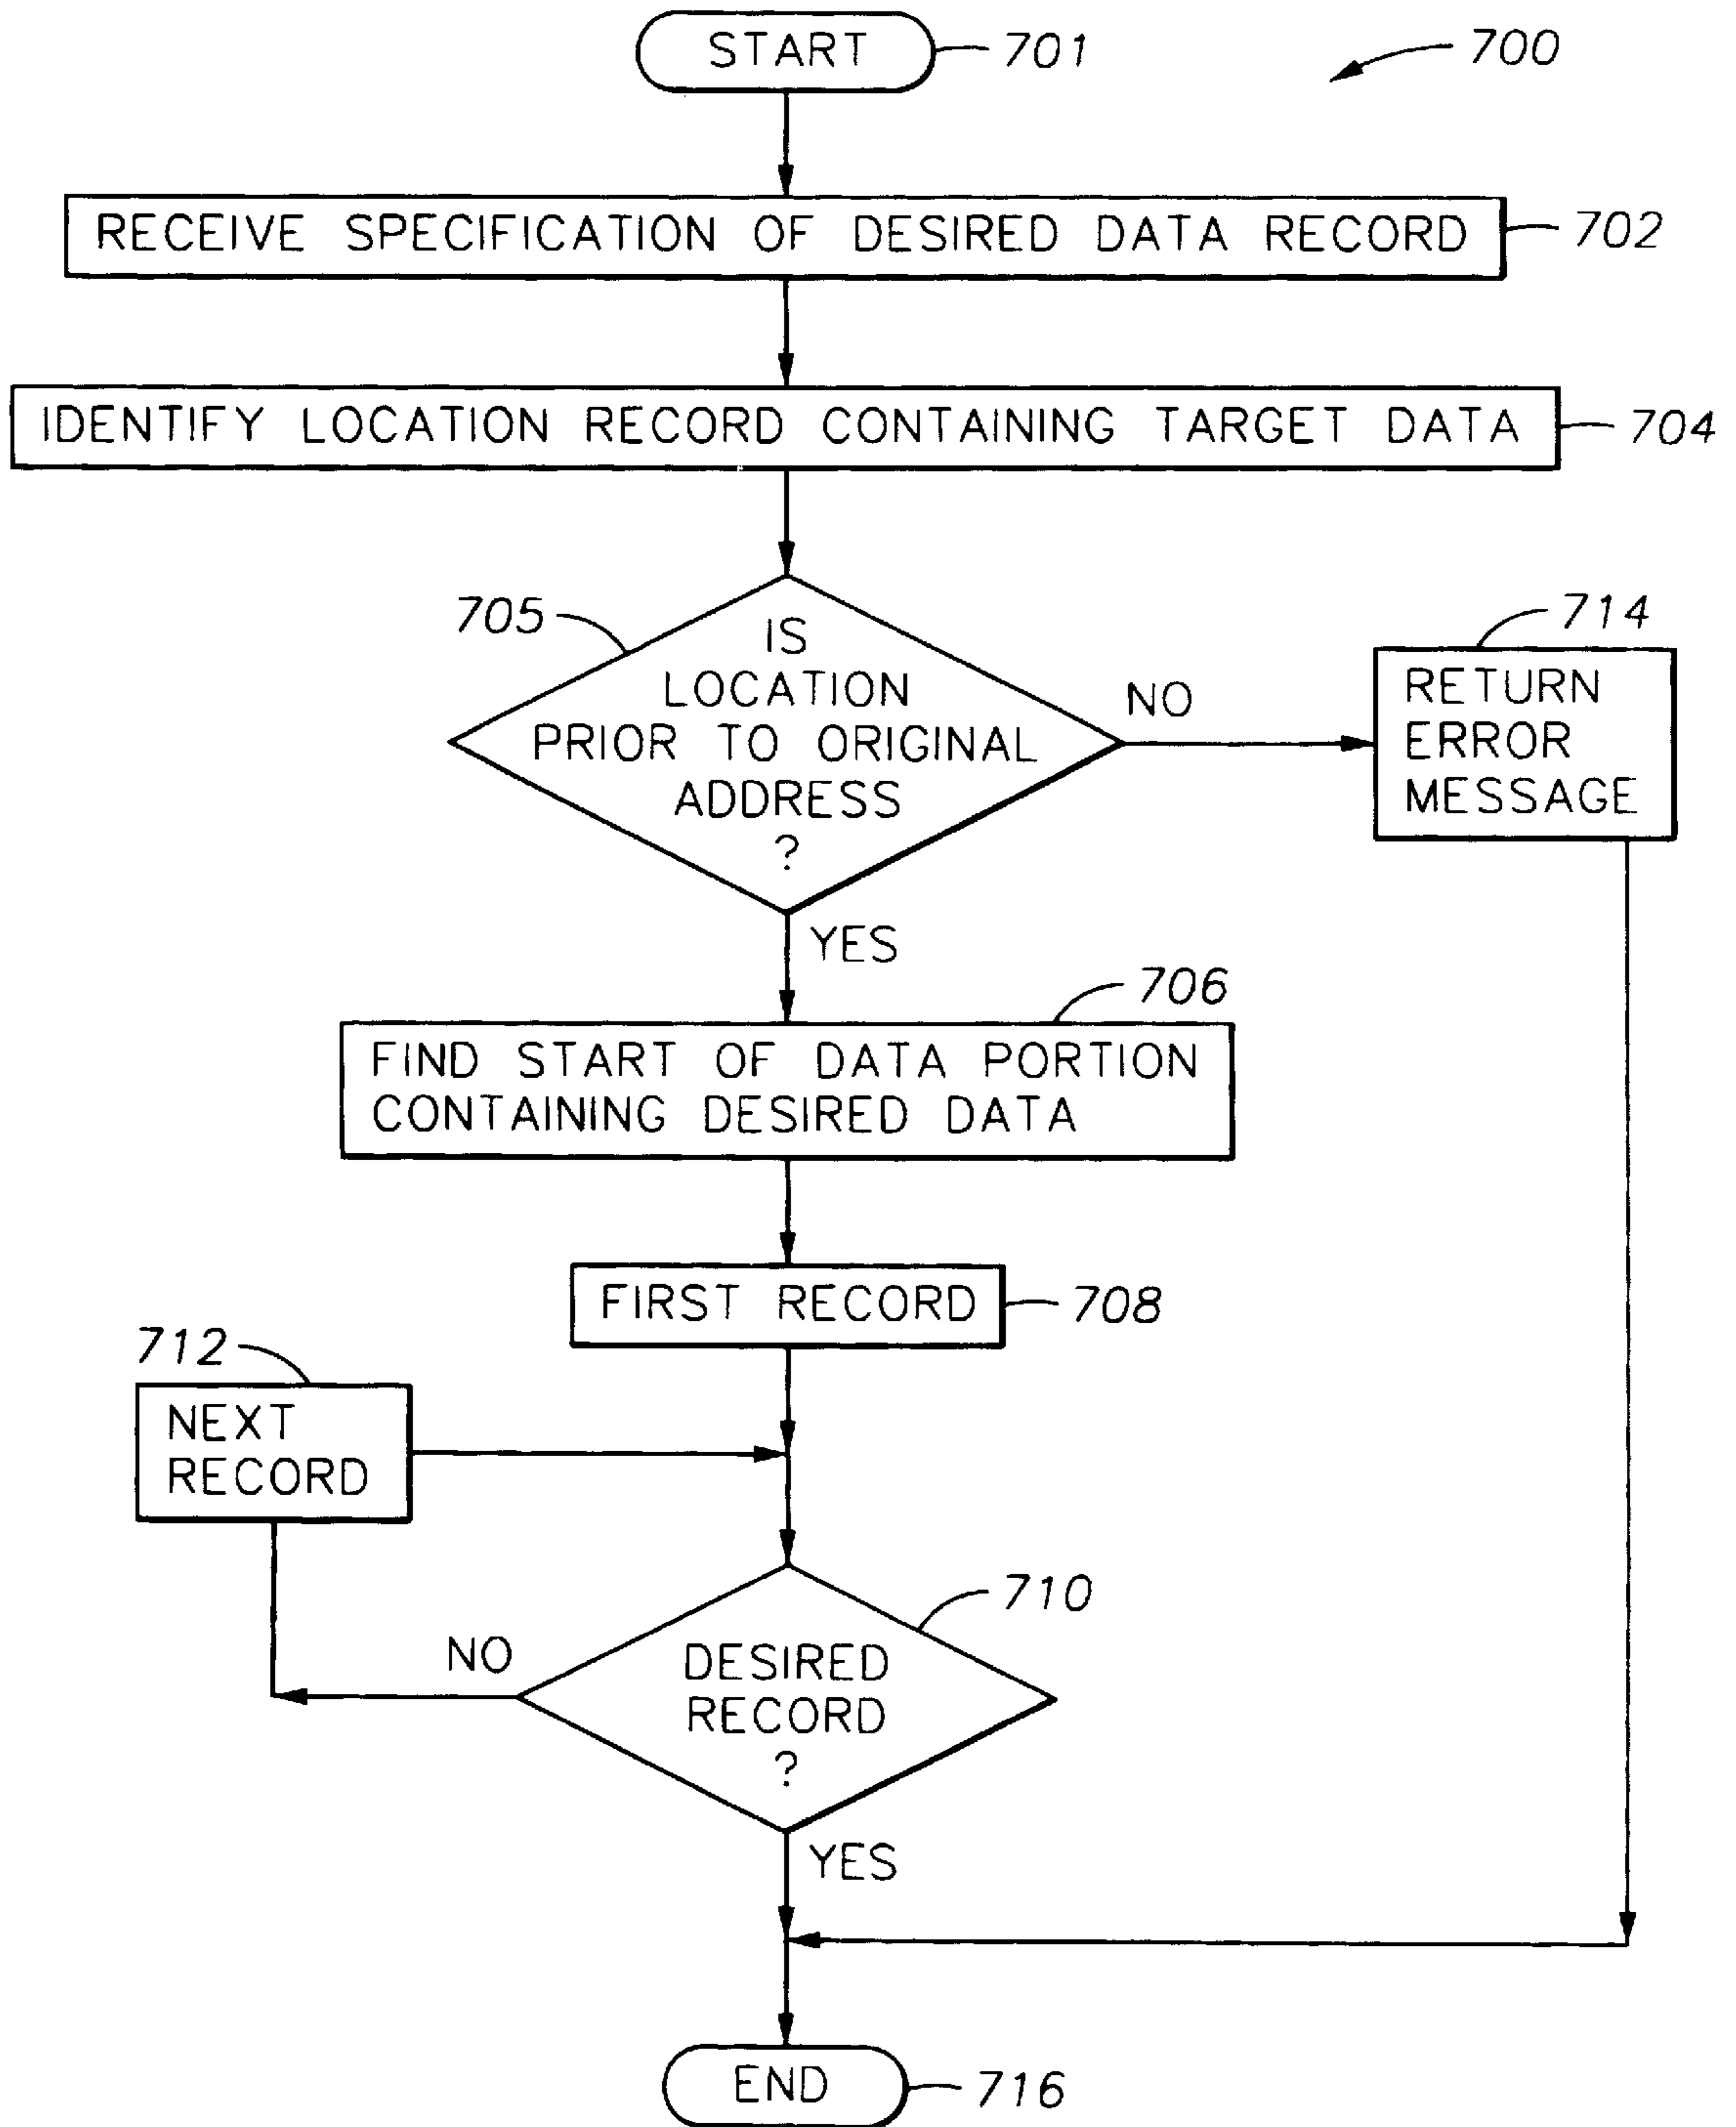 START
701
700
RECEIVE SPECIFICATION OF DESIRED DATA RECORD
702
IDENTIFY LOCATION RECORD CONTAINING TARGET DATA
704
705
IS
LOCATION
PRIOR TO ORIGINAL
ADDRESS
?
NO
714
RETURN
ERROR
MESSAGE
YES
706
FIND START OF DATA PORTION
CONTAINING DESIRED DATA
FIRST RECORD
708
712
NEXT
RECORD
710
NO
DESIRED
RECORD
?
YES
END
716